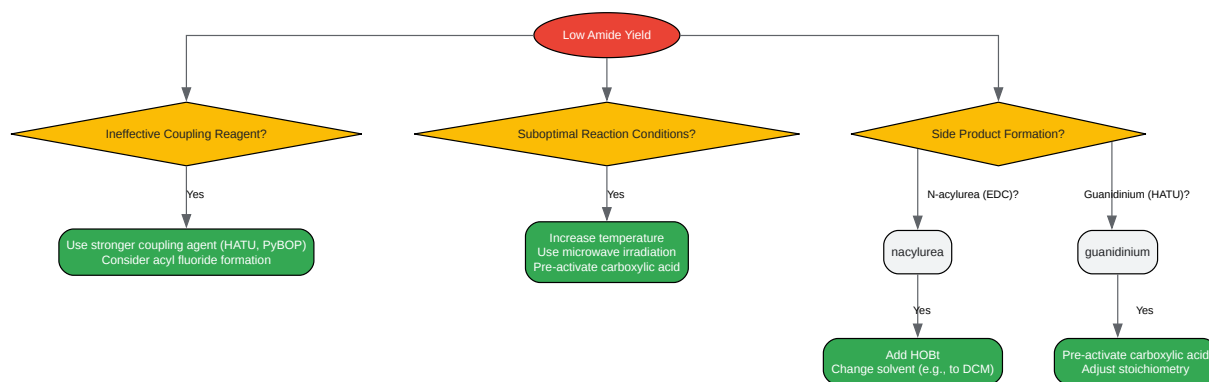 Low Amide Yield
Ineffective Coupling Reagent?
Suboptimal Reaction Conditions?
Side Product Formation?
Yes
Yes
N-acylurea (EDC)?
Guanidinium (HATU)?
Use stronger coupling agent (HATU, PyBOP)
Consider acyl fluoride formation
Increase temperature
Use microwave irradiation
Pre-activate carboxylic acid
nacylurea
guanidinium
Yes
Yes
Add HOBt
Change solvent (e.g., to DCM)
Pre-activate carboxylic acid
Adjust stoichiometry